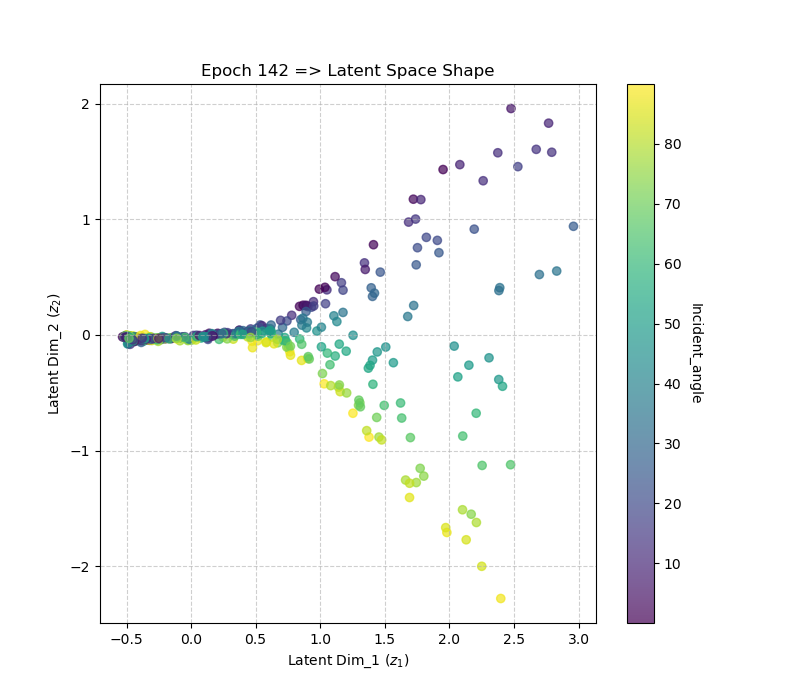 Epoch 142 => Latent Space Shape
2
1
0
−1
−2
Latent Dim_2 (z₂)
−0.5 0.0 0.5 1.0 1.5 2.0 2.5 3.0
Latent Dim_1 (z₁)
80
70
60
50
40
30
20
10
Incident_angle